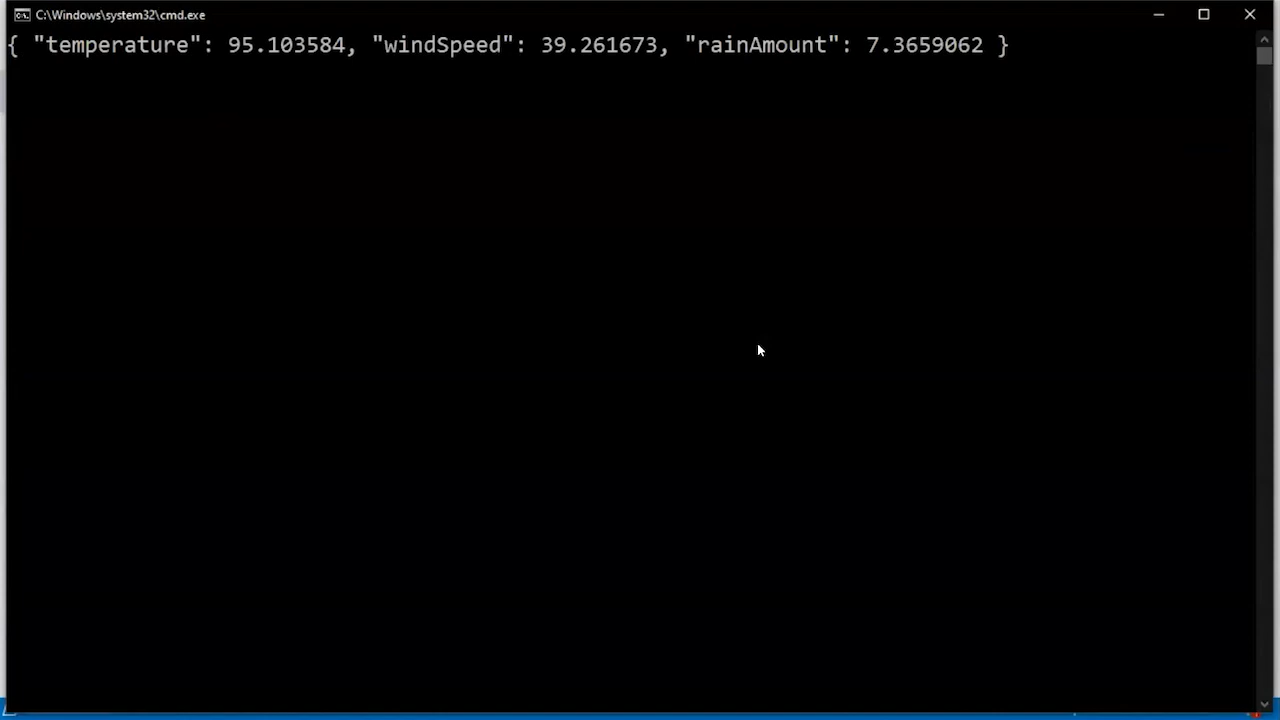 C:\Windows\system32\cmd.exe
{ "temperature": 95.103584, "windSpeed": 39.261673, "rainAmount": 7.3659062 }